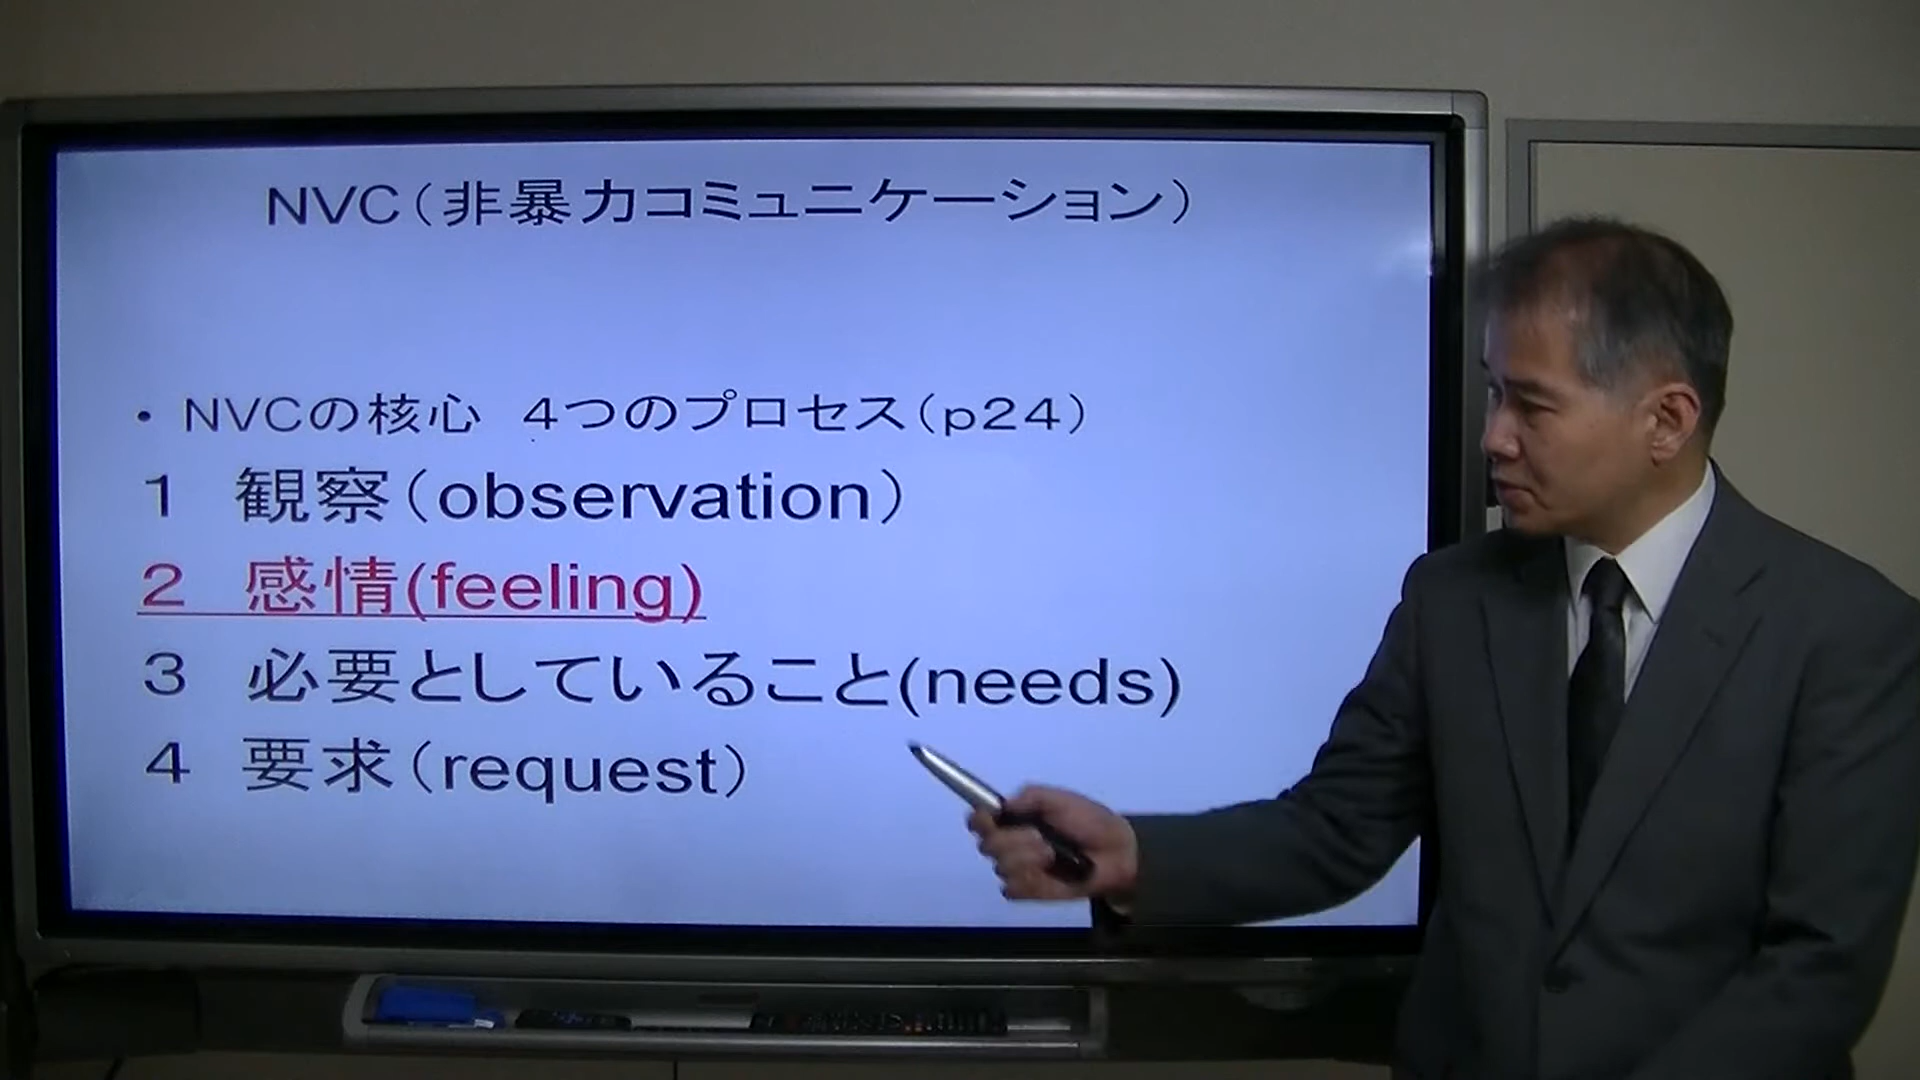 NVC（非暴力コミュニケーション）
・NVCの核心　4つのプロセス（p24）
1　観察（observation）
2　感情(feeling)
3　必要としていること(needs)
4　要求（request）